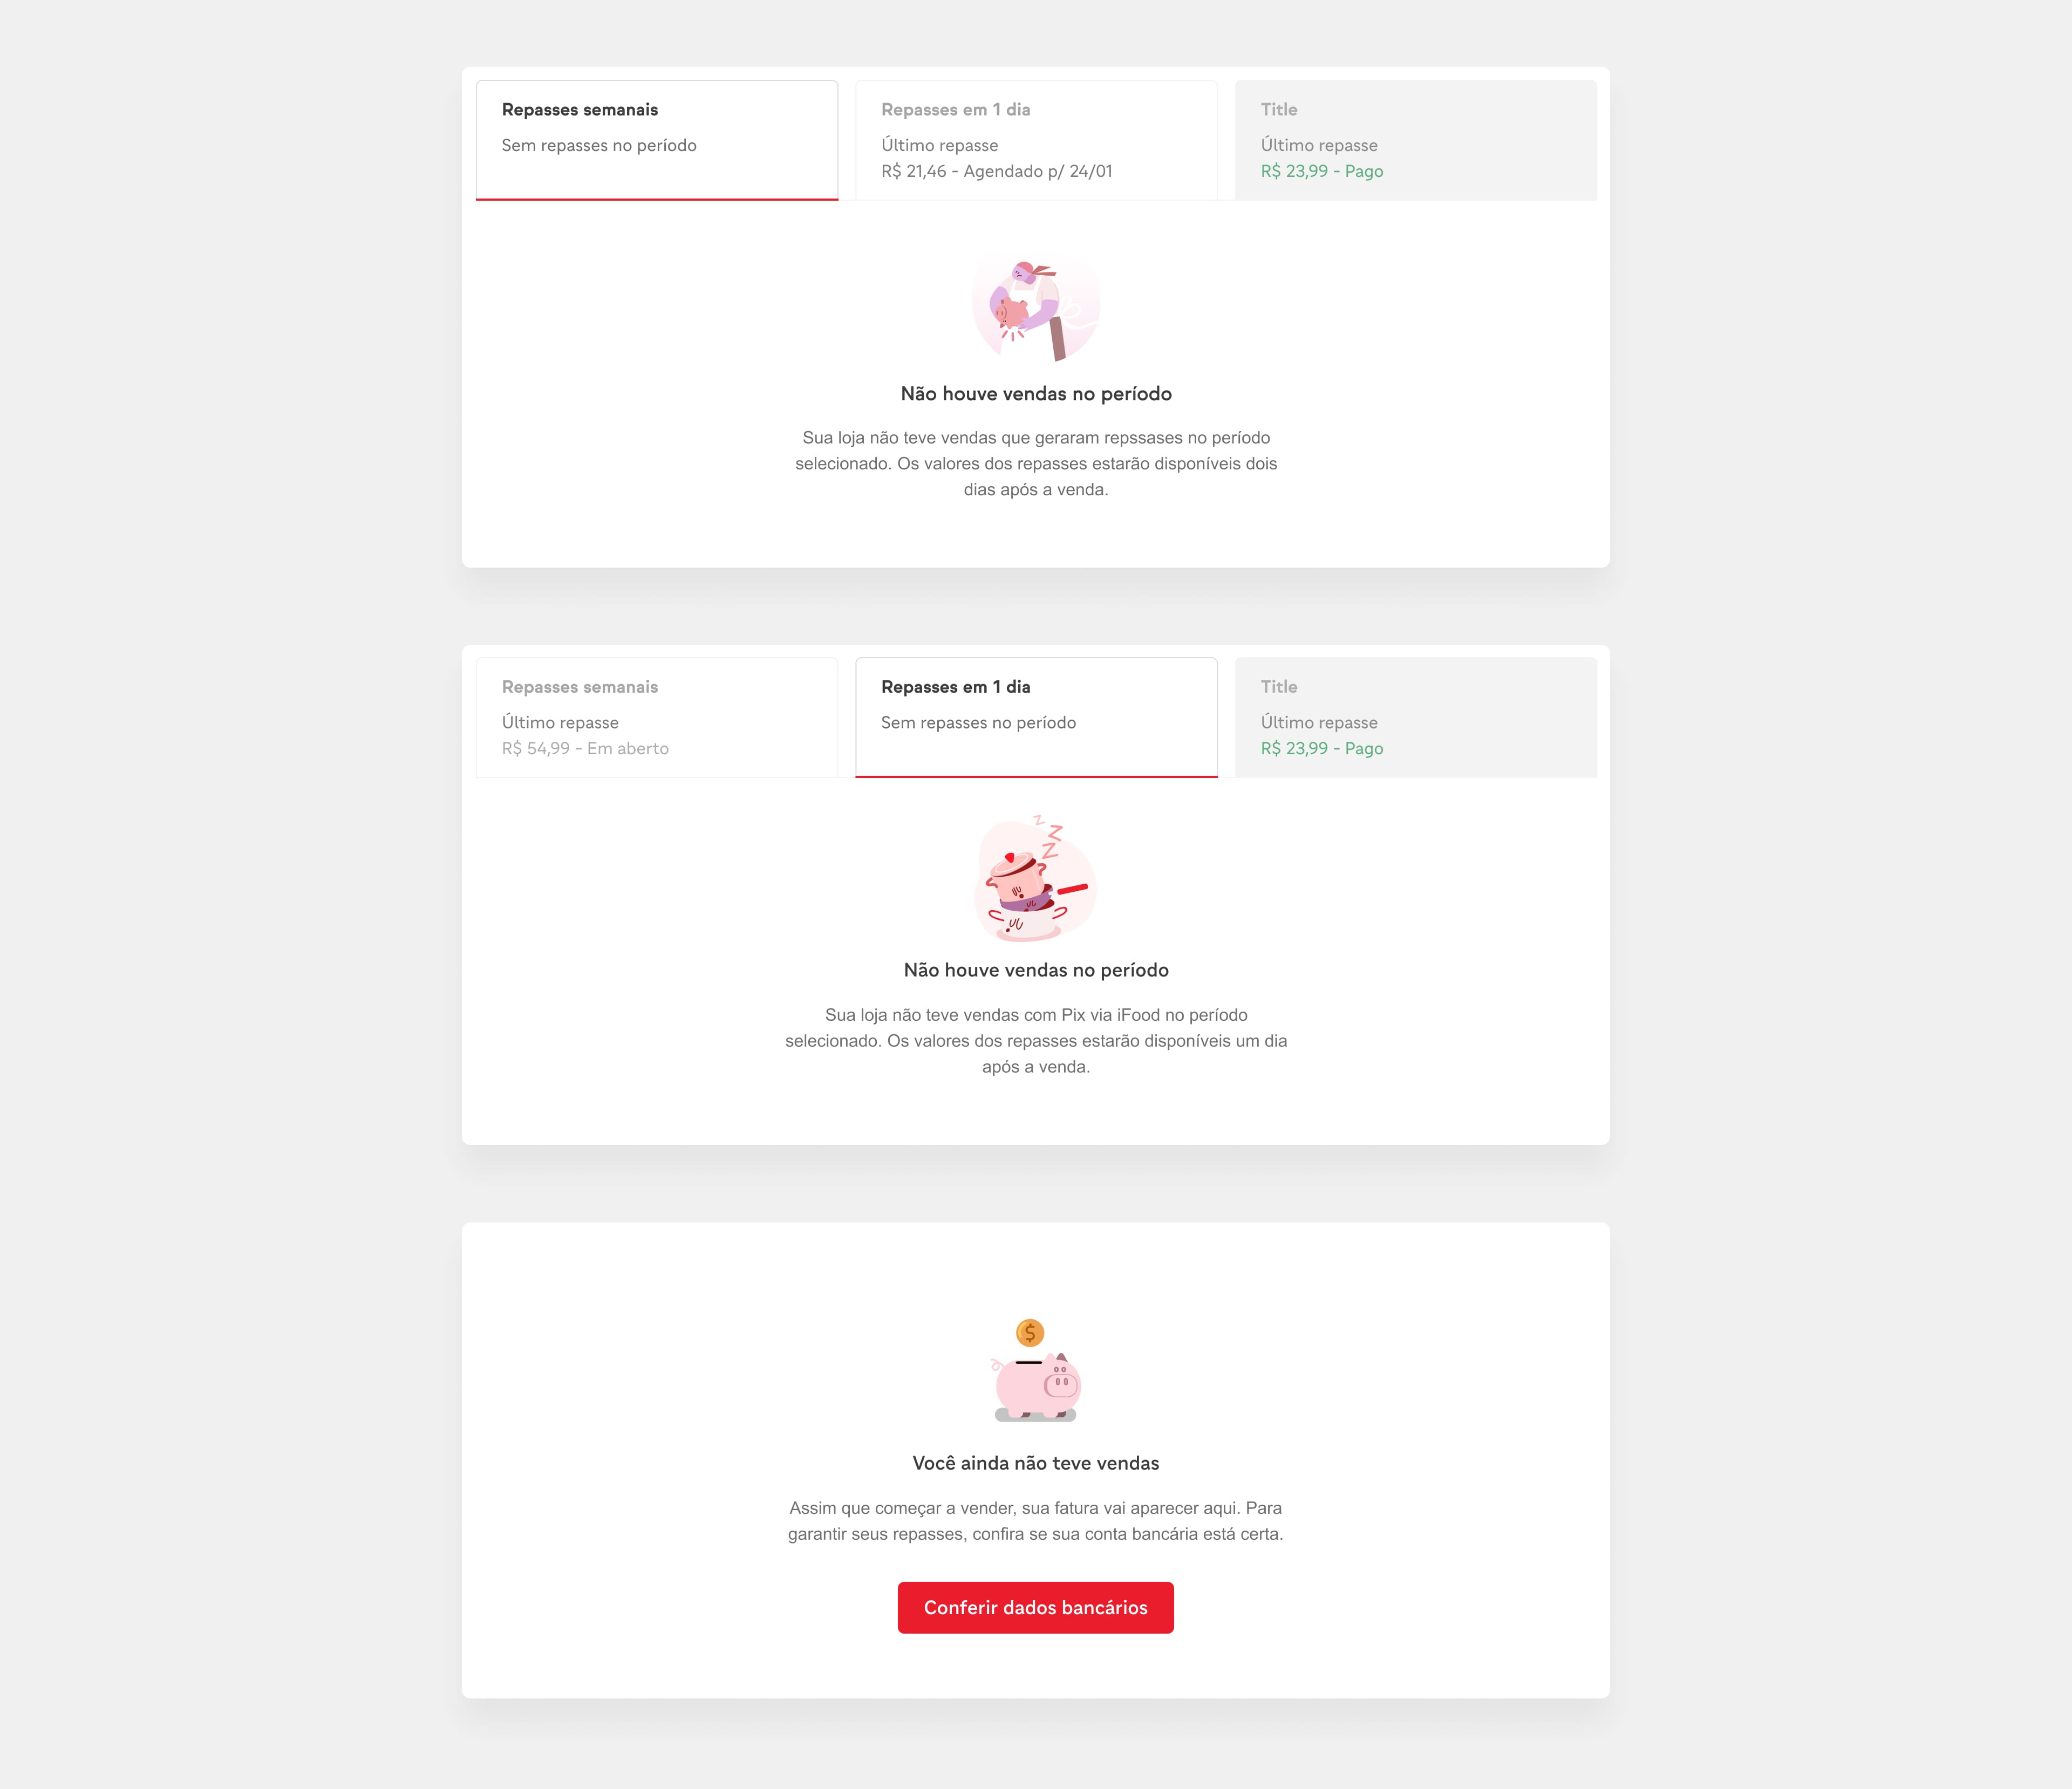 Repasses semanais
Sem repasses no período
Repasses em 1 dia
Último repasse
R$ 21,46 - Agendado p/ 24/01
Title
Último repasse
R$ 23,99 - Pago
Não houve vendas no período
Sua loja não teve vendas que geraram repssases no período
selecionado. Os valores dos repasses estarão disponíveis dois
dias após a venda.
Repasses semanais
Último repasse
R$ 54,99 - Em aberto
Repasses em 1 dia
Sem repasses no período
Title
Último repasse
R$ 23,99 - Pago
z
z
z
Não houve vendas no período
Sua loja não teve vendas com Pix via iFood no período
selecionado. Os valores dos repasses estarão disponíveis um dia
após a venda.
$
Você ainda não teve vendas
Assim que começar a vender, sua fatura vai aparecer aqui. Para
garantir seus repasses, confira se sua conta bancária está certa.
Conferir dados bancários